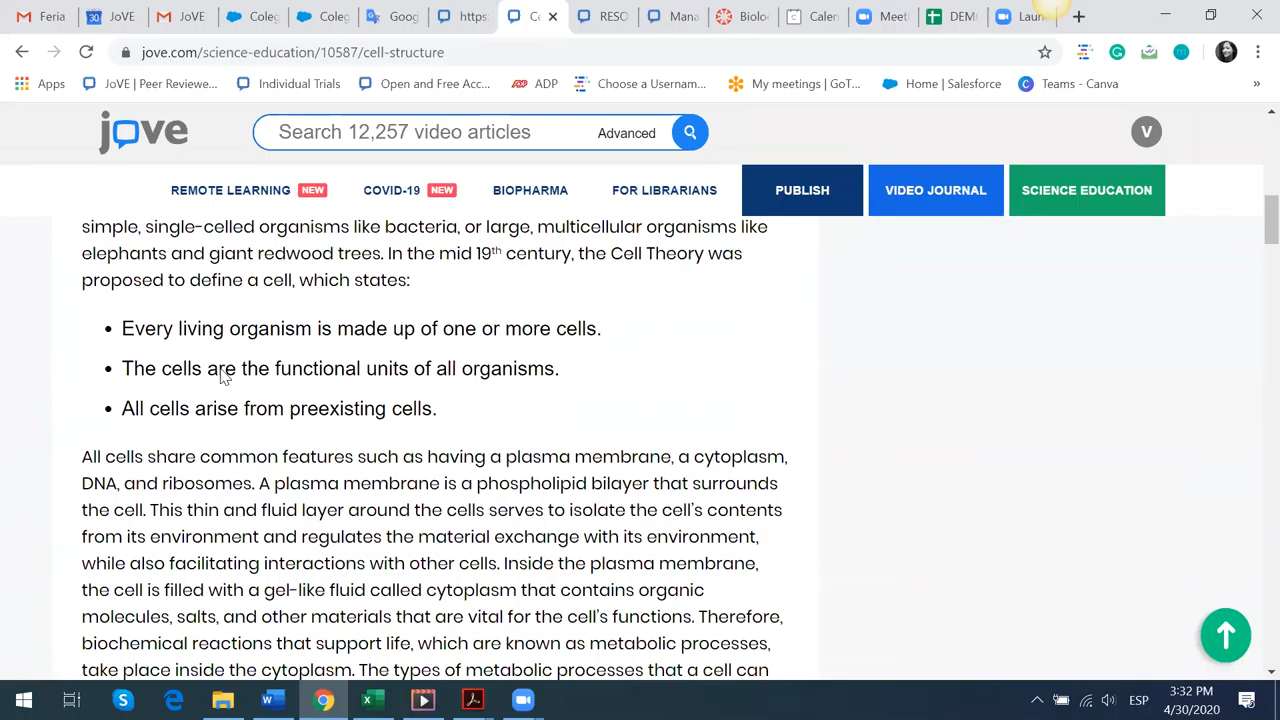 Feria
JoVE
JoVE
Coleg
Coleg
Goog
https:
Ce
RESO
Mana
Biolo
Calen
Meeti
DEM
Laun
jove.com/science-education/10587/cell-structure
Apps
JoVE | Peer Reviewe...
Individual Trials
Open and Free Acc...
ADP
Choose a Usernam...
My meetings | GoT...
Home | Salesforce
Teams - Canva
»
jove
Search 12,257 video articles
Advanced
V
REMOTE LEARNING NEW
COVID-19 NEW
BIOPHARMA
FOR LIBRARIANS
PUBLISH
VIDEO JOURNAL
SCIENCE EDUCATION
simple, single-celled organisms like bacteria, or large, multicellular organisms like
elephants and giant redwood trees. In the mid 19th century, the Cell Theory was
proposed to define a cell, which states:
• Every living organism is made up of one or more cells.
• The cells are the functional units of all organisms.
• All cells arise from preexisting cells.
All cells share common features such as having a plasma membrane, a cytoplasm,
DNA, and ribosomes. A plasma membrane is a phospholipid bilayer that surrounds
the cell. This thin and fluid layer around the cells serves to isolate the cell's contents
from its environment and regulates the material exchange with its environment,
while also facilitating interactions with other cells. Inside the plasma membrane,
the cell is filled with a gel-like fluid called cytoplasm that contains organic
molecules, salts, and other materials that are vital for the cell's functions. Therefore,
biochemical reactions that support life, which are known as metabolic processes,
take place inside the cytoplasm. The types of metabolic processes that a cell can
ESP
3:32 PM
4/30/2020